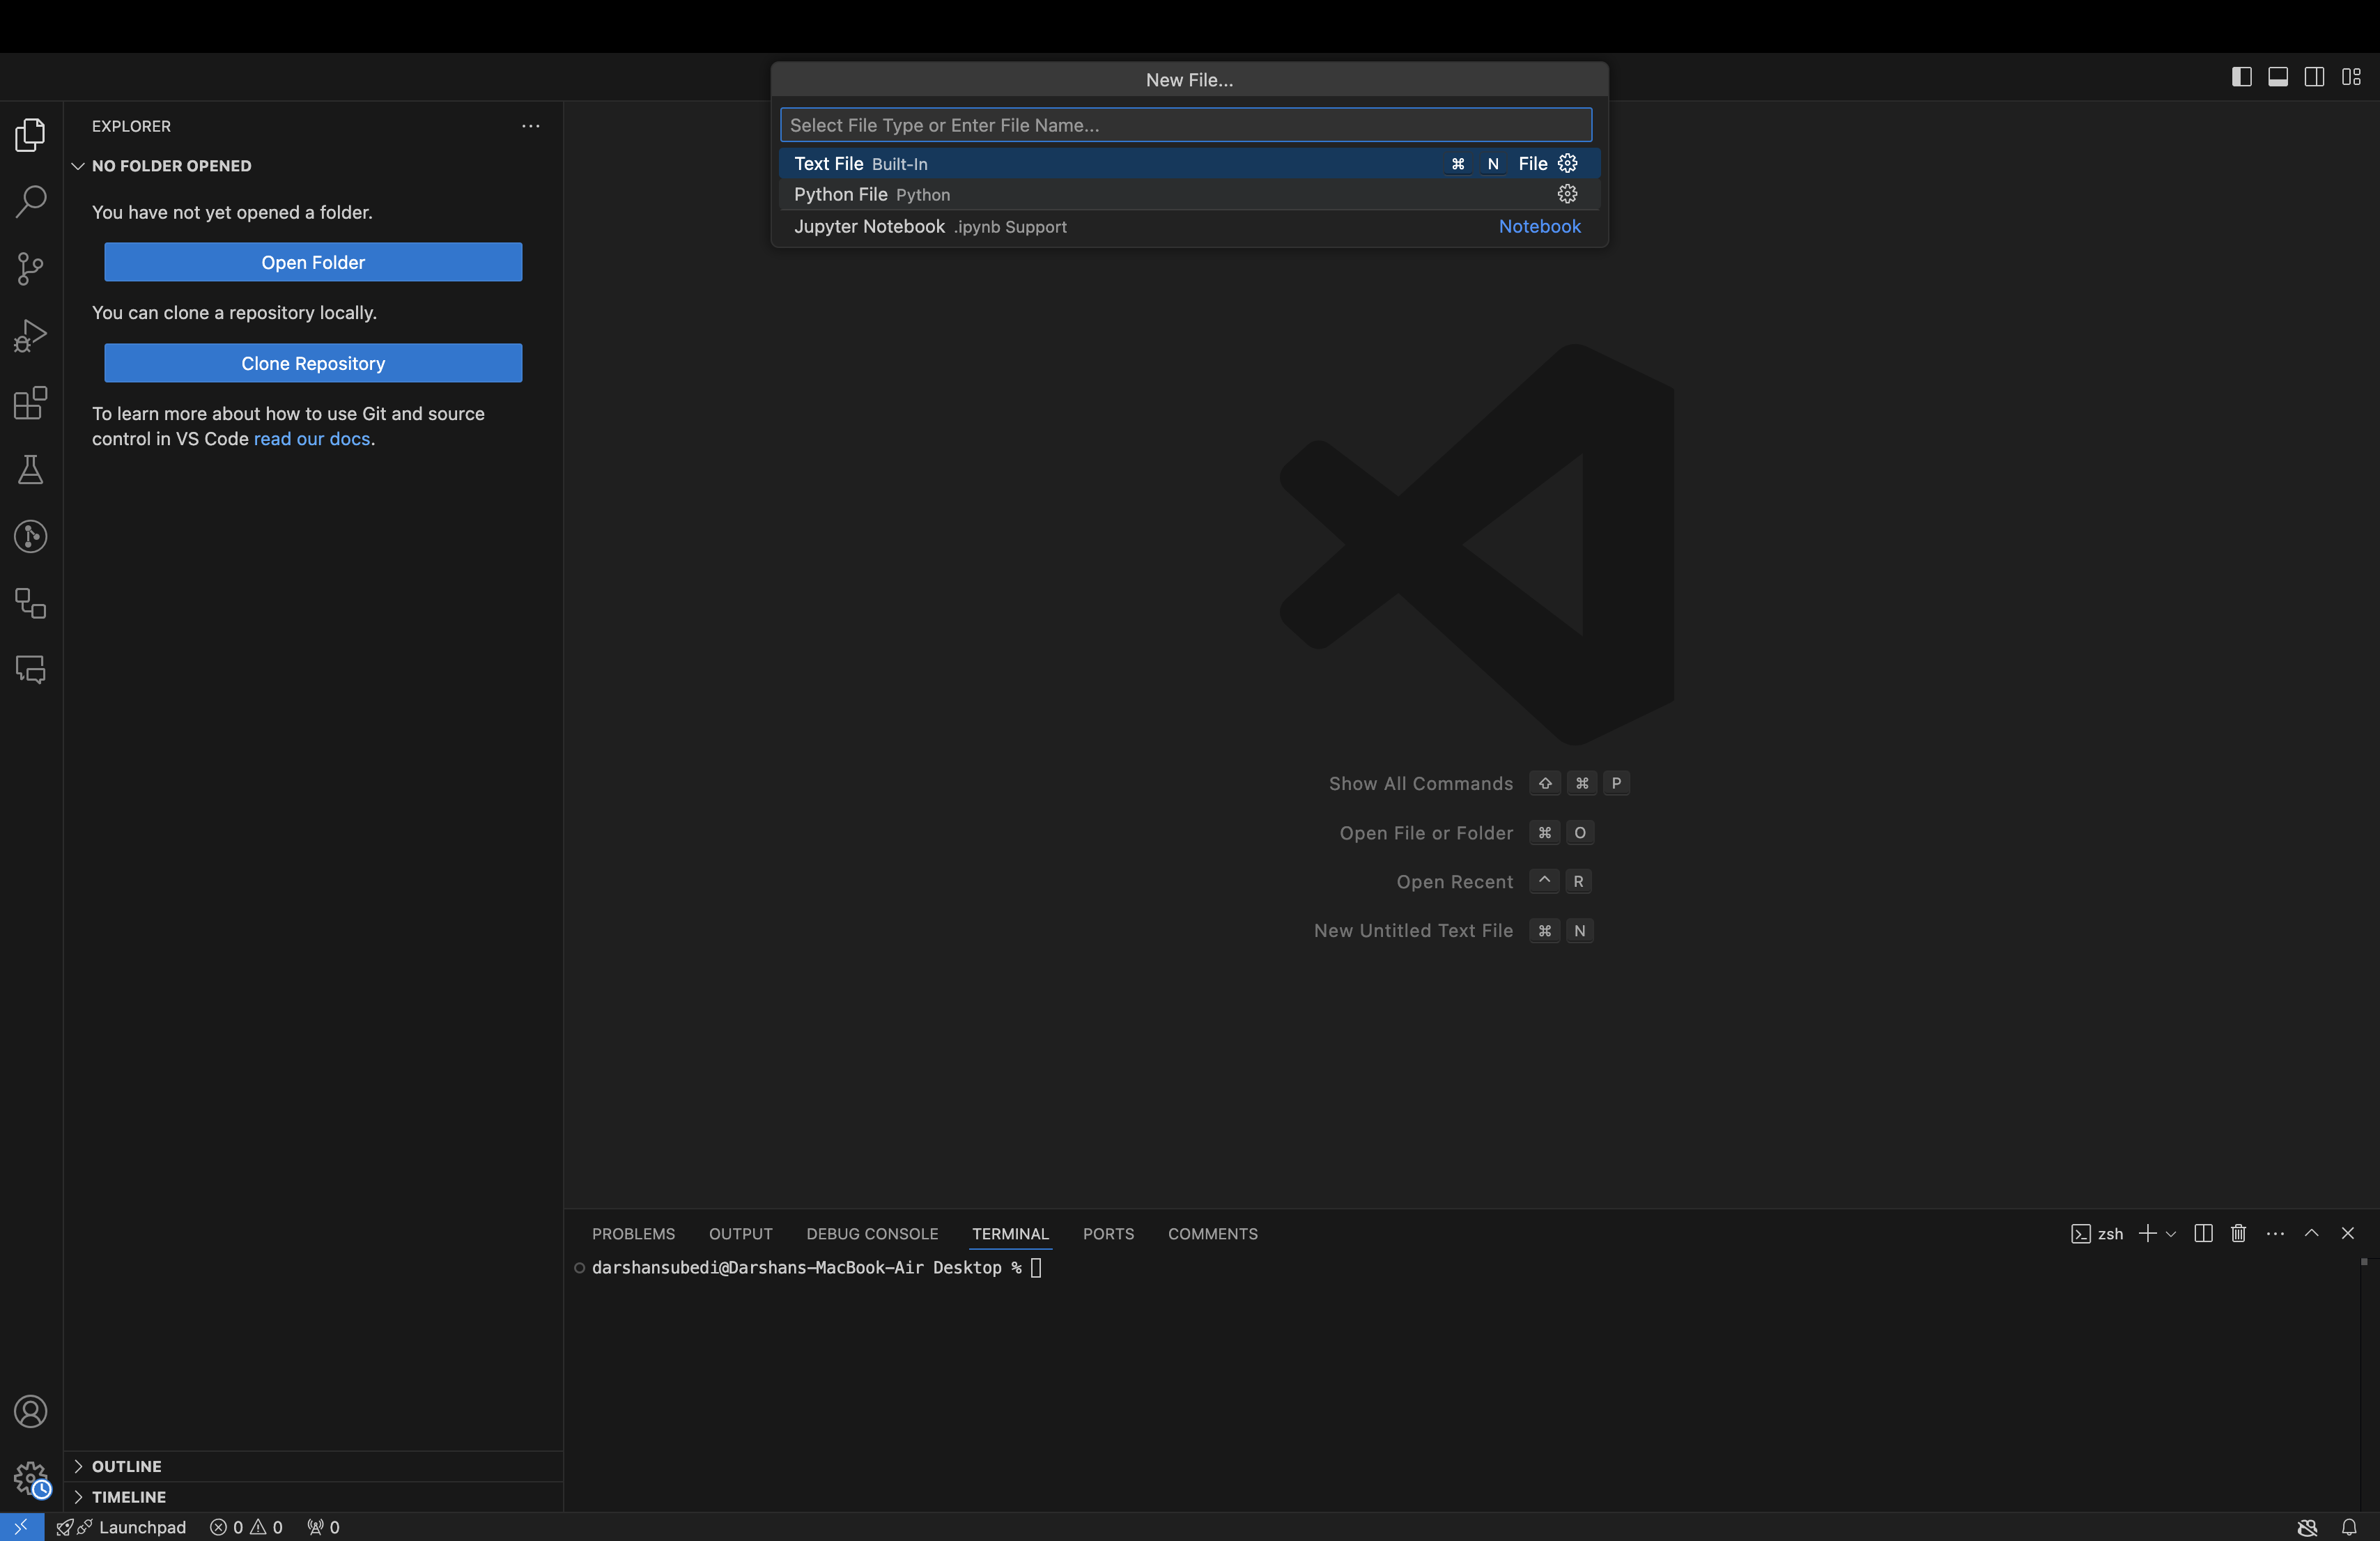 New File...
Select File Type or Enter File Name...
Text File Built-In ⌘ N File
Python File Python
Jupyter Notebook .ipynb Support Notebook
EXPLORER
NO FOLDER OPENED
You have not yet opened a folder.
Open Folder
You can clone a repository locally.
Clone Repository
To learn more about how to use Git and source
control in VS Code read our docs.
Show All Commands ⇧ ⌘ P
Open File or Folder ⌘ O
Open Recent ^ R
New Untitled Text File ⌘ N
PROBLEMS OUTPUT DEBUG CONSOLE TERMINAL PORTS COMMENTS zsh
darshansubedi@Darshans-MacBook-Air Desktop %
OUTLINE
TIMELINE
Launchpad 0 0 0